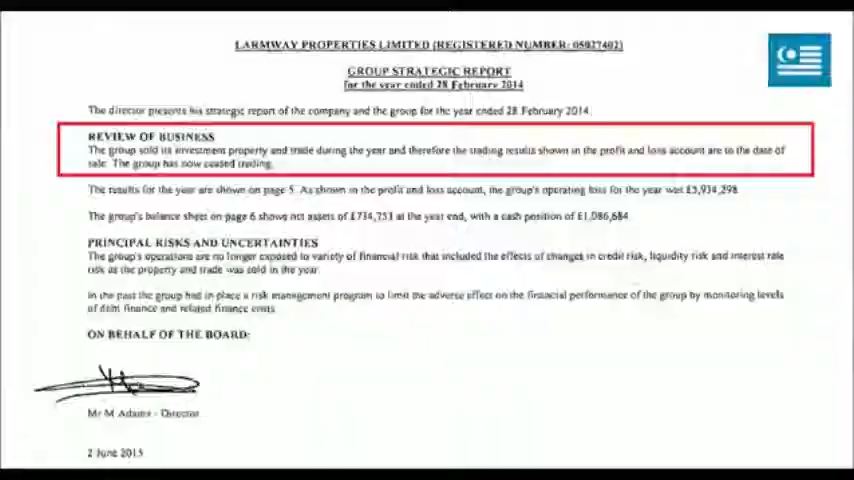 LARMWAY PROPERTIES LIMITED (REGISTERED NUMBER: 05027402)
GROUP STRATEGIC REPORT
for the year ended 28 February 2014
The director presents his strategic report of the company and the group for the year ended 28 February 2014.
REVIEW OF BUSINESS
The group sold its investment property and trade during the year and therefore the trading results shown in the profit and loss account are to the date of
sale. The group has now ceased trading.
The results for the year are shown on page 5. As shown in the profit and loss account, the group's operating loss for the year was £5,934,298
The group's balance sheet on page 6 shows net assets of £734,753 at the year end, with a cash position of £1,086,684
PRINCIPAL RISKS AND UNCERTAINTIES
The group's operations are no longer exposed to variety of financial risk that included the effects of changes in credit risk, liquidity risk and interest rate
risk as the property and trade was sold in the year
In the past the group had in place a risk management program to limit the adverse effect on the financial performance of the group by monitoring levels
of debt finance and related finance costs
ON BEHALF OF THE BOARD:
Mr M Adams - Director
2 June 2015